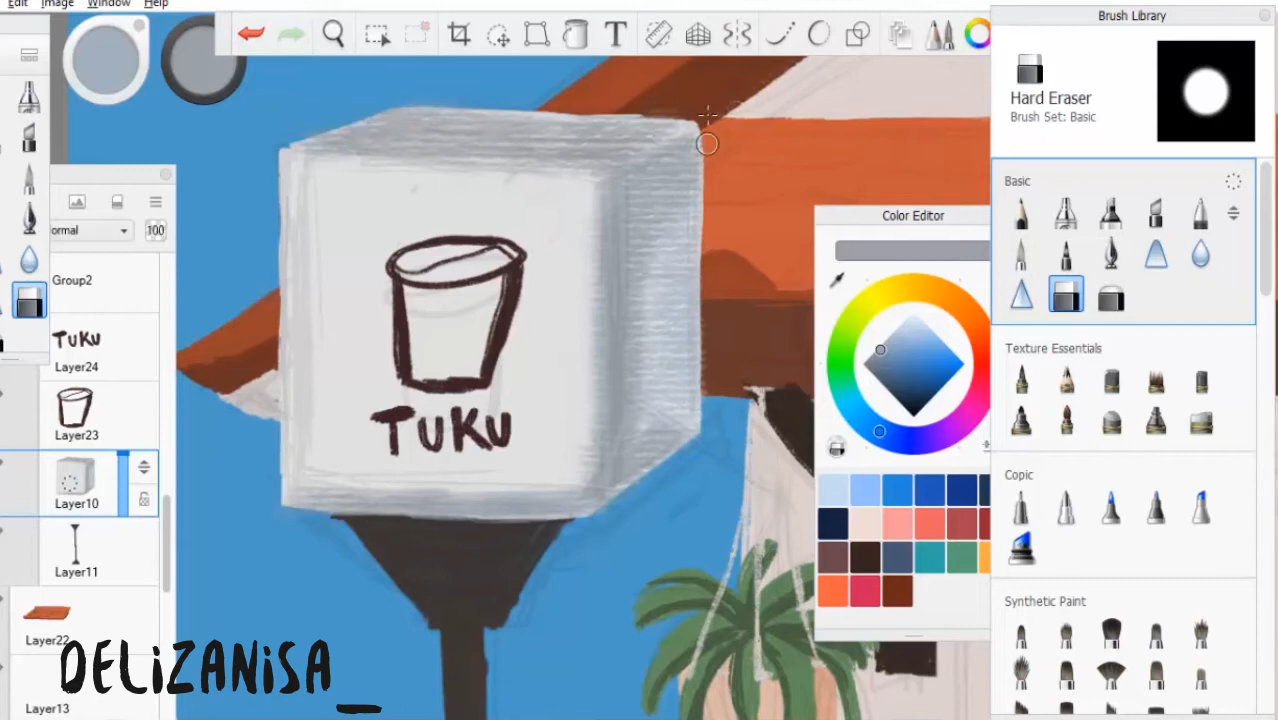 Edit Image Window Help
Brush Library
Hard Eraser
Brush Set: Basic
Basic
Color Editor
ormal 100
Group2
TUKU
Layer24
Layer23
Layer10
Layer11
Layer22
Layer13
TUKU
Texture Essentials
Copic
Synthetic Paint
DELiZANiSA_